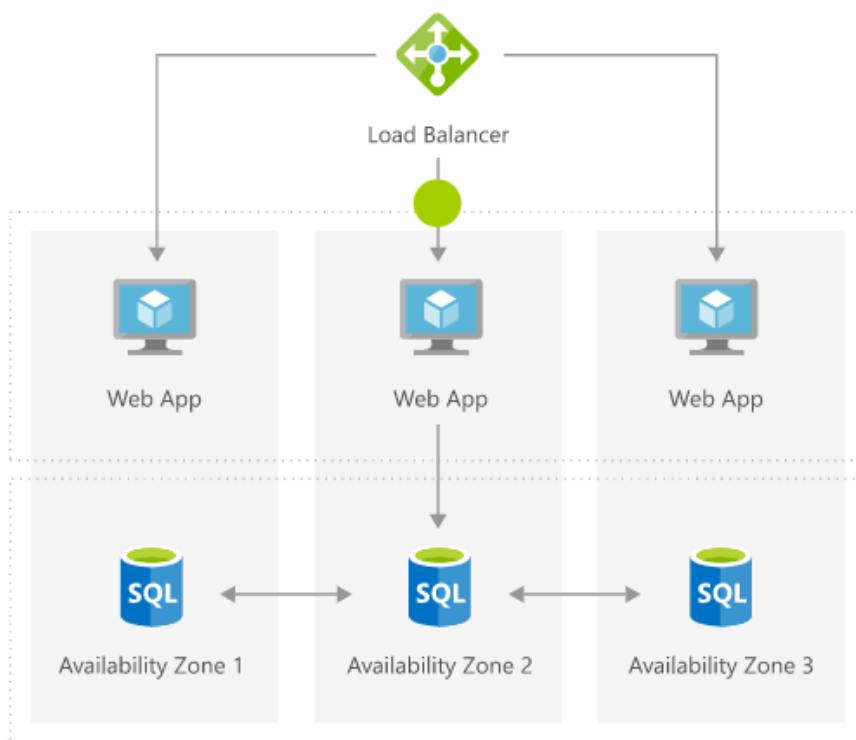 Load Balancer
Web App
Web App
Web App
SQL
SQL
SQL
Availability Zone 1
Availability Zone 2
Availability Zone 3